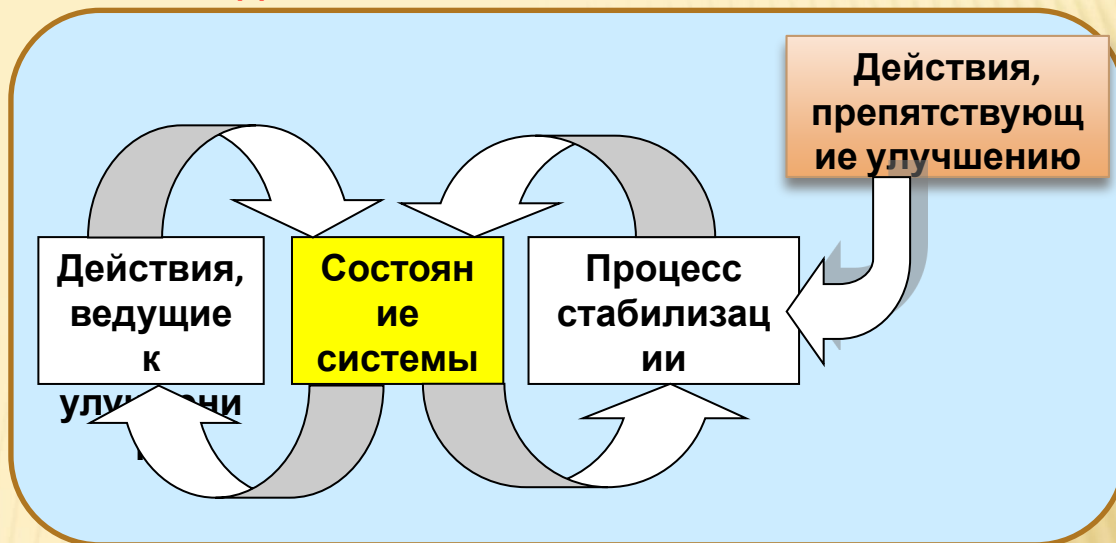 Действия,
препятствующ
ие улучшению
Действия,
ведущие
к
Состоян
ие
системы
Процесс
стабилизац
ии